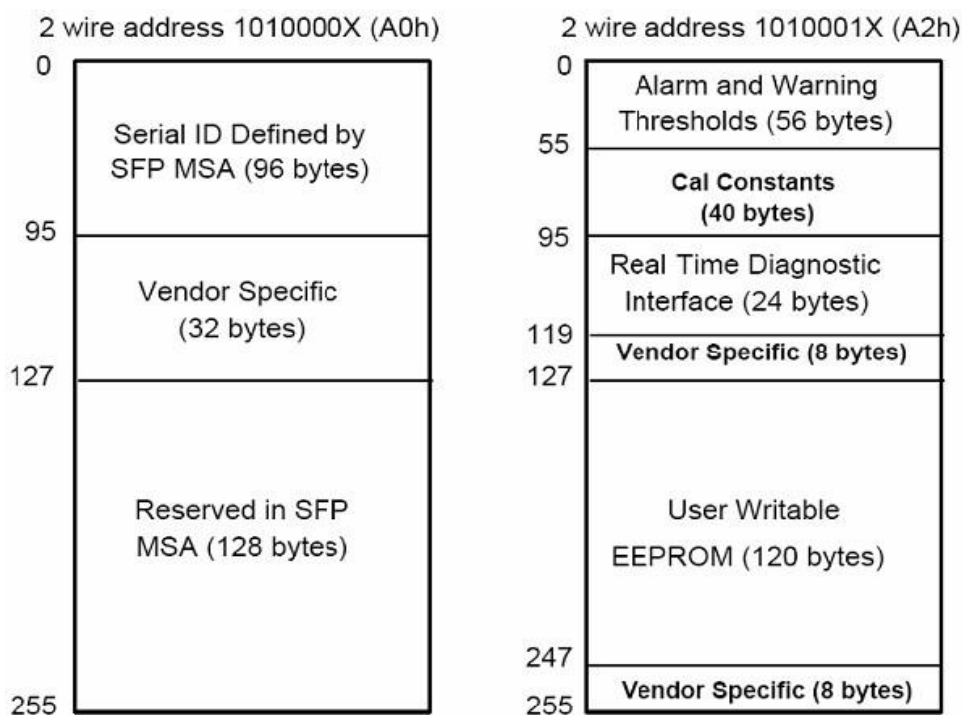 2 wire address 1010000X (A0h)
0
Serial ID Defined by
SFP MSA (96 bytes)
95
Vendor Specific
(32 bytes)
127
Reserved in SFP
MSA (128 bytes)
255
2 wire address 1010001X (A2h)
0
Alarm and Warning
Thresholds (56 bytes)
55
Cal Constants
(40 bytes)
95
Real Time Diagnostic
Interface (24 bytes)
119
Vendor Specific (8 bytes)
127
User Writable
EEPROM (120 bytes)
247
Vendor Specific (8 bytes)
255